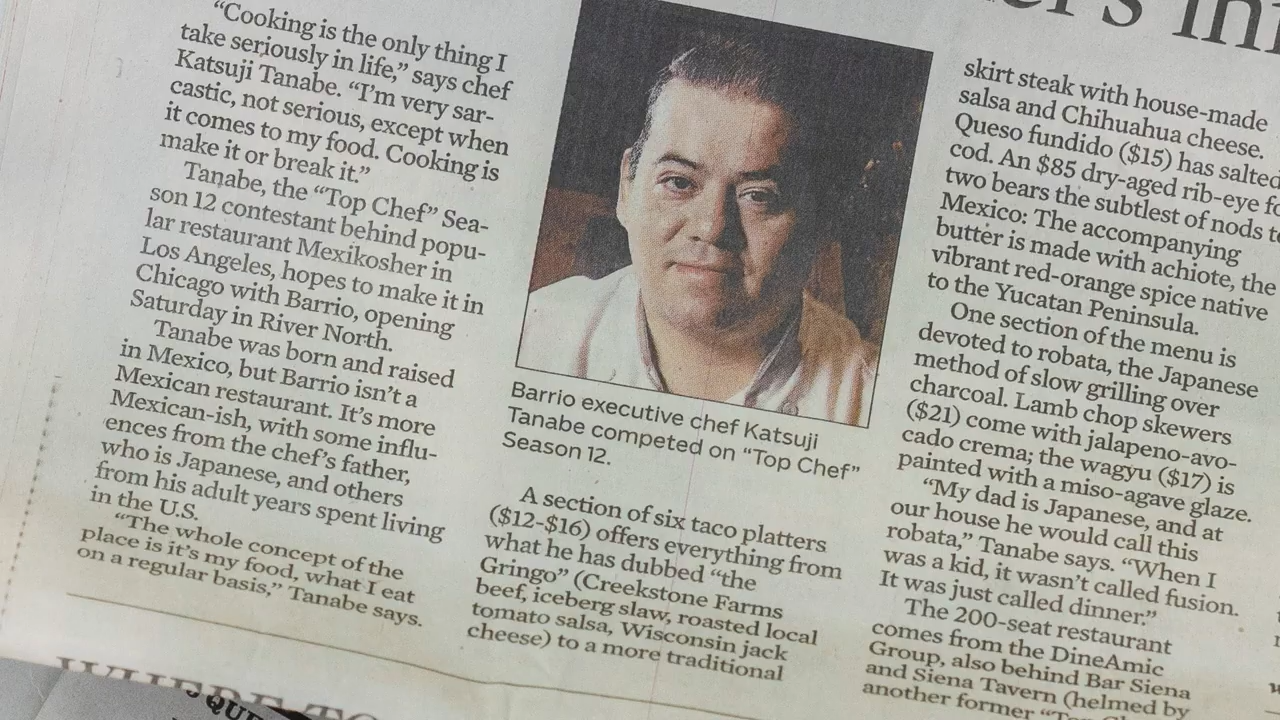 “Cooking is the only thing I
take seriously in life,” says chef
Katsuji Tanabe. “I’m very sar-
castic, not serious, except when
it comes to my food. Cooking is
make it or break it.”
Tanabe, the “Top Chef” Sea-
son 12 contestant behind popu-
lar restaurant Mexikosher in
Los Angeles, hopes to make it in
Chicago with Barrio, opening
Saturday in River North.
Tanabe was born and raised
in Mexico, but Barrio isn’t a
Mexican restaurant. It’s more
Mexican-ish, with some influ-
ences from the chef’s father,
who is Japanese, and others
from his adult years spent living
in the U.S.
“The whole concept of the
place is it’s my food, what I eat
on a regular basis,” Tanabe says.
Barrio executive chef Katsuji
Tanabe competed on “Top Chef”
Season 12.
A section of six taco platters
($12-$16) offers everything from
what he has dubbed “the
Gringo” (Creekstone Farms
beef, iceberg slaw, roasted local
tomato salsa, Wisconsin jack
cheese) to a more traditional
skirt steak with house-made
salsa and Chihuahua cheese.
Queso fundido ($15) has salted
cod. An $85 dry-aged rib-eye
two bears the subtlest of nods
Mexico: The accompanying
butter is made with achiote, the
vibrant red-orange spice native
to the Yucatan Peninsula.
One section of the menu is
devoted to robata, the Japanese
method of slow grilling over
charcoal. Lamb chop skewers
($21) come with jalapeno-avo-
cado crema; the wagyu ($17) is
painted with a miso-agave glaze.
“My dad is Japanese, and at
our house he would call this
robata,” Tanabe says. “When I
was a kid, it wasn’t called fusion.
It was just called dinner.”
The 200-seat restaurant
comes from the DineAmic
Group, also behind Bar Siena
and Siena Tavern (helmed by
another former
WHERE TO